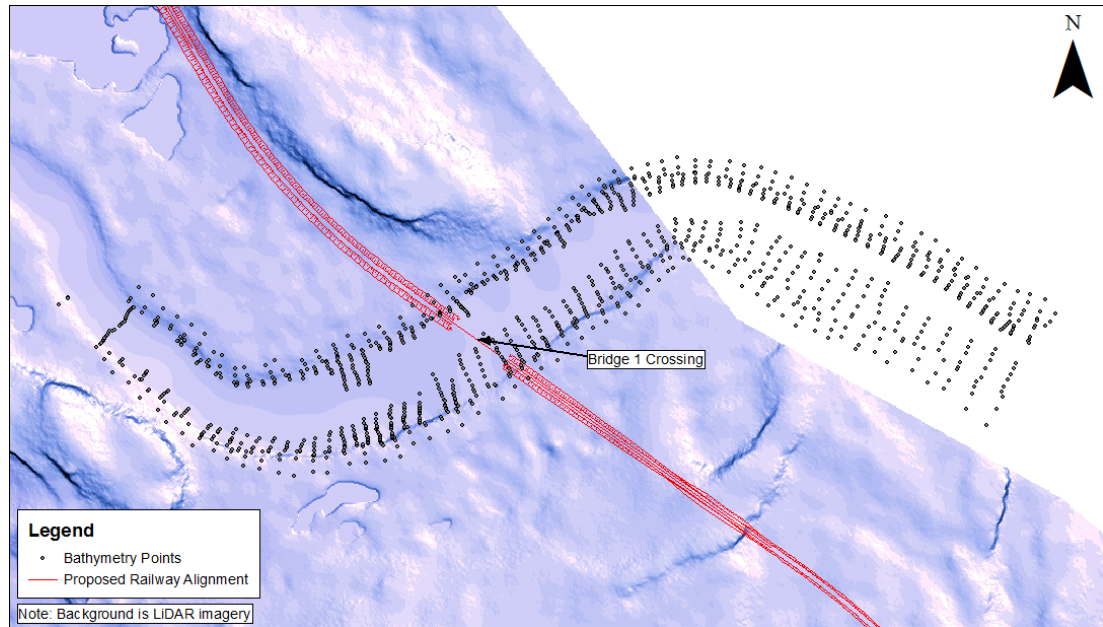 N
Bridge 1 Crossing
Legend
Bathymetry Points
Proposed Railway Alignment
Note: Background is LiDAR imagery